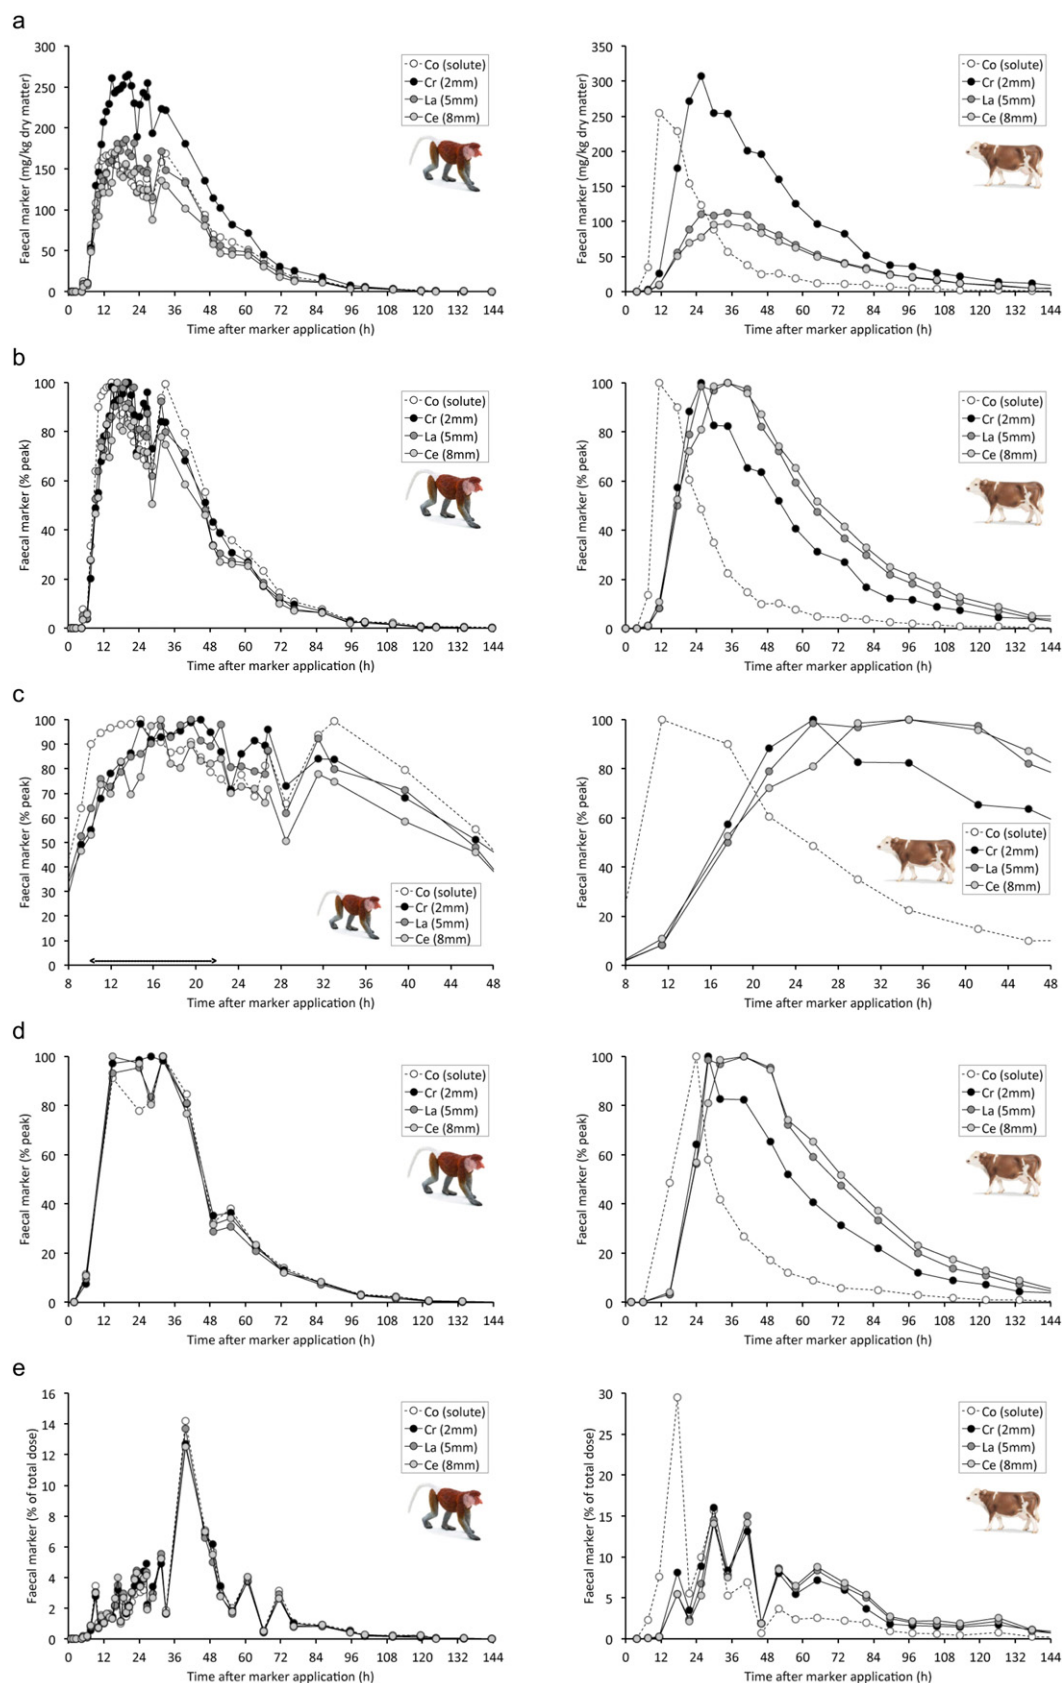 a
Faecal marker (mg/kg dry matter)
300
250
200
150
100
50
0
0 12 24 36 48 60 72 84 96 108 120 132 144
Time after marker application (h)
Co (solute)
Cr (2mm)
La (5mm)
Ce (8mm)
Faecal marker (mg/kg dry matter)
350
300
250
200
150
100
50
0
0 12 24 36 48 60 72 84 96 108 120 132 144
Time after marker application (h)
Co (solute)
Cr (2mm)
La (5mm)
Ce (8mm)
b
Faecal marker (% peak)
100
80
60
40
20
0
0 12 24 36 48 60 72 84 96 108 120 132 144
Time after marker application (h)
Co (solute)
Cr (2mm)
La (5mm)
Ce (8mm)
Faecal marker (% peak)
100
80
60
40
20
0
0 12 24 36 48 60 72 84 96 108 120 132 144
Time after marker application (h)
Co (solute)
Cr (2mm)
La (5mm)
Ce (8mm)
c
Faecal marker (% peak)
100
90
80
70
60
50
40
30
20
10
0
8 12 16 20 24 28 32 36 40 44 48
Time after marker application (h)
Co (solute)
Cr (2mm)
La (5mm)
Ce (8mm)
Faecal marker (% peak)
100
80
60
40
20
0
8 12 16 20 24 28 32 36 40 44 48
Time after marker application (h)
Co (solute)
Cr (2mm)
La (5mm)
Ce (8mm)
d
Faecal marker (% peak)
100
80
60
40
20
0
0 12 24 36 48 60 72 84 96 108 120 132 144
Time after marker application (h)
Co (solute)
Cr (2mm)
La (5mm)
Ce (8mm)
Faecal marker (% peak)
100
80
60
40
20
0
0 12 24 36 48 60 72 84 96 108 120 132 144
Time after marker application (h)
Co (solute)
Cr (2mm)
La (5mm)
Ce (8mm)
e
Faecal marker (% of total dose)
16
14
12
10
8
6
4
2
0
0 12 24 36 48 60 72 84 96 108 120 132 144
Time after marker application (h)
Co (solute)
Cr (2mm)
La (5mm)
Ce (8mm)
Faecal marker (% of total dose)
30
25
20
15
10
5
0
0 12 24 36 48 60 72 84 96 108 120 132 144
Time after marker application (h)
Co (solute)
Cr (2mm)
La (5mm)
Ce (8mm)